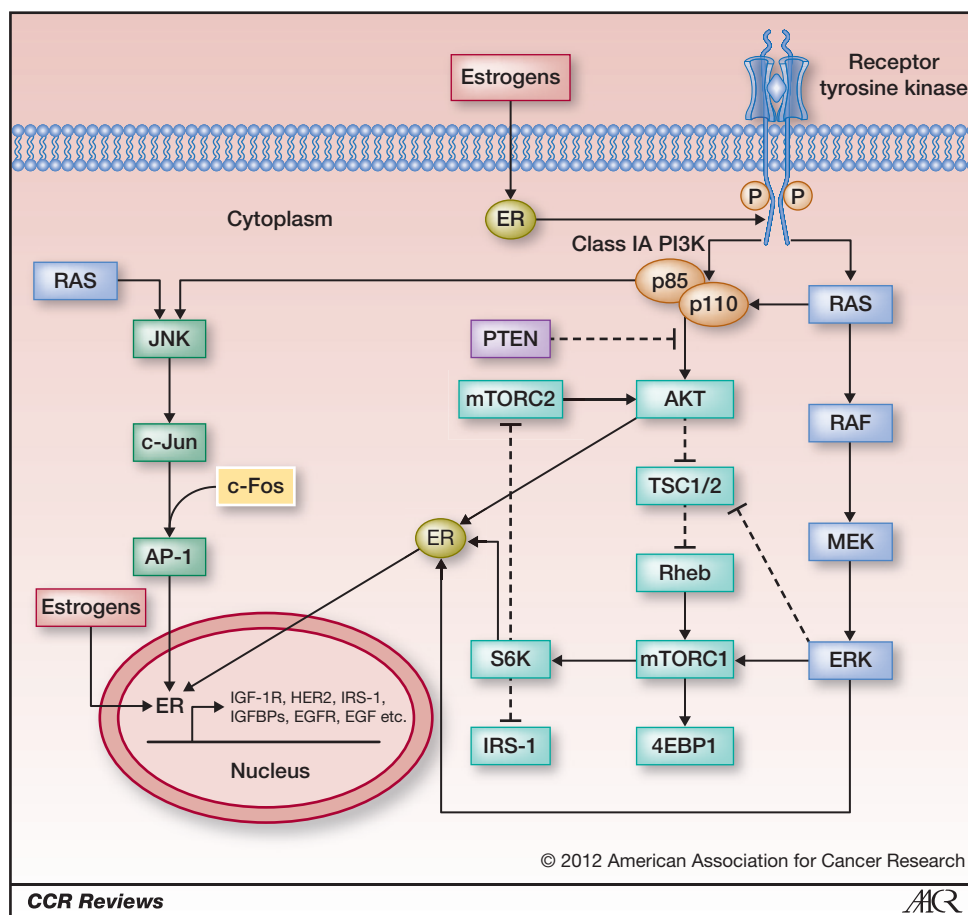 Estrogens
Receptor
tyrosine kinase
P
P
Cytoplasm
ER
Class IA PI3K
RAS
p85
p110
RAS
JNK
PTEN
mTORC2
AKT
RAF
c-Jun
c-Fos
TSC1/2
ER
MEK
AP-1
Rheb
Estrogens
S6K
mTORC1
ERK
ER
IGF-1R, HER2, IRS-1,
IGFBPs, EGFR, EGF etc.
IRS-1
4EBP1
Nucleus
© 2012 American Association for Cancer Research
CCR Reviews
AACR